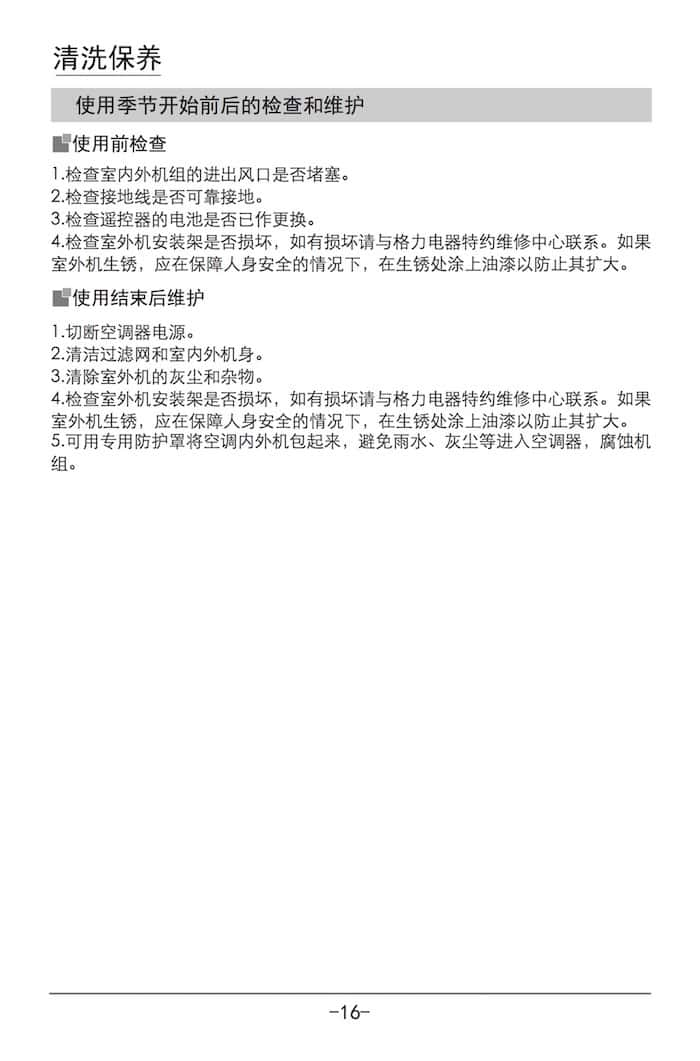 清洗保养
使用季节开始前后的检查和维护
使用前检查
1.检查室内外机组的进出风口是否堵塞。
2.检查接地线是否可靠接地。
3.检查遥控器的电池是否已作更换。
4.检查室外机安装架是否损坏，如有损坏请与格力电器特约维修中心联系。如果
室外机生锈，应在保障人身安全的情况下，在生锈处涂上油漆以防止其扩大。
使用结束后维护
1.切断空调器电源。
2.清洁过滤网和室内外机身。
3.清除室外机的灰尘和杂物。
4.检查室外机安装架是否损坏，如有损坏请与格力电器特约维修中心联系。如果
室外机生锈，应在保障人身安全的情况下，在生锈处涂上油漆以防止其扩大。
5.可用专用防护罩将空调内外机包起来，避免雨水、灰尘等进入空调器，腐蚀机
组。
-16-